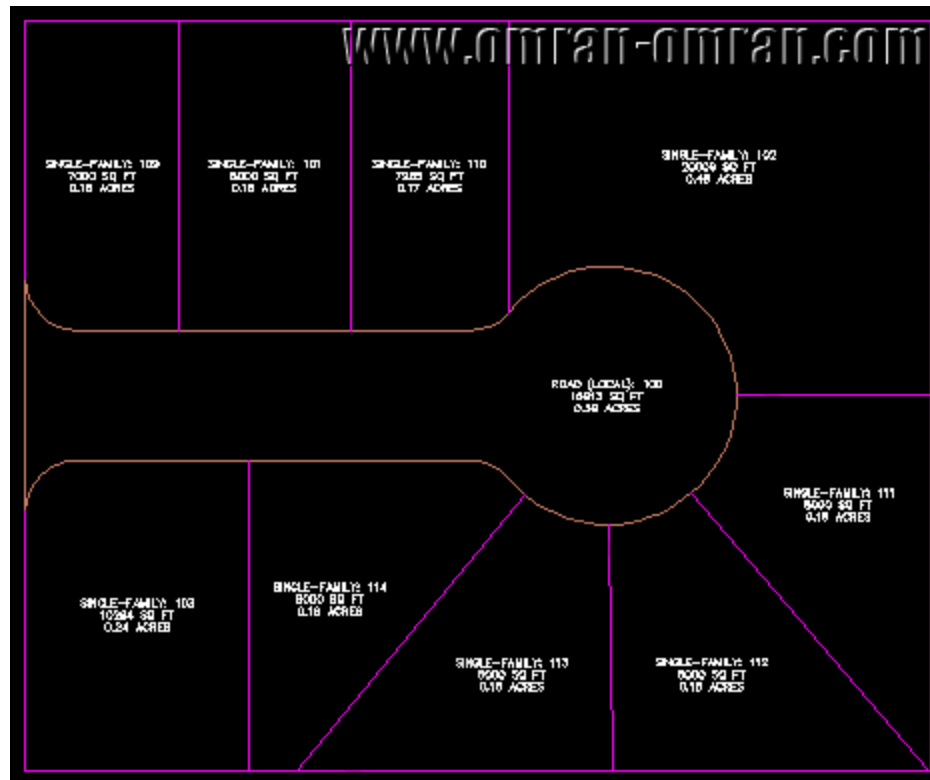 www.omran-omran.com
SINGLE-FAMILY: 109
7000 SQ FT
0.16 ACRES
SINGLE-FAMILY: 101
8000 SQ FT
0.18 ACRES
SINGLE-FAMILY: 110
SQ FT
0.17 ACRES
SINGLE-FAMILY: 102
20009 SQ FT
0.46 ACRES
ROAD (LOCAL): 100
16913 SQ FT
0.39 ACRES
SINGLE-FAMILY: 111
8000 SQ FT
0.18 ACRES
SINGLE-FAMILY: 103
10294 SQ FT
0.24 ACRES
SINGLE-FAMILY: 114
8000 SQ FT
0.18 ACRES
SINGLE-FAMILY: 113
8000 SQ FT
0.18 ACRES
SINGLE-FAMILY: 112
8000 SQ FT
0.18 ACRES